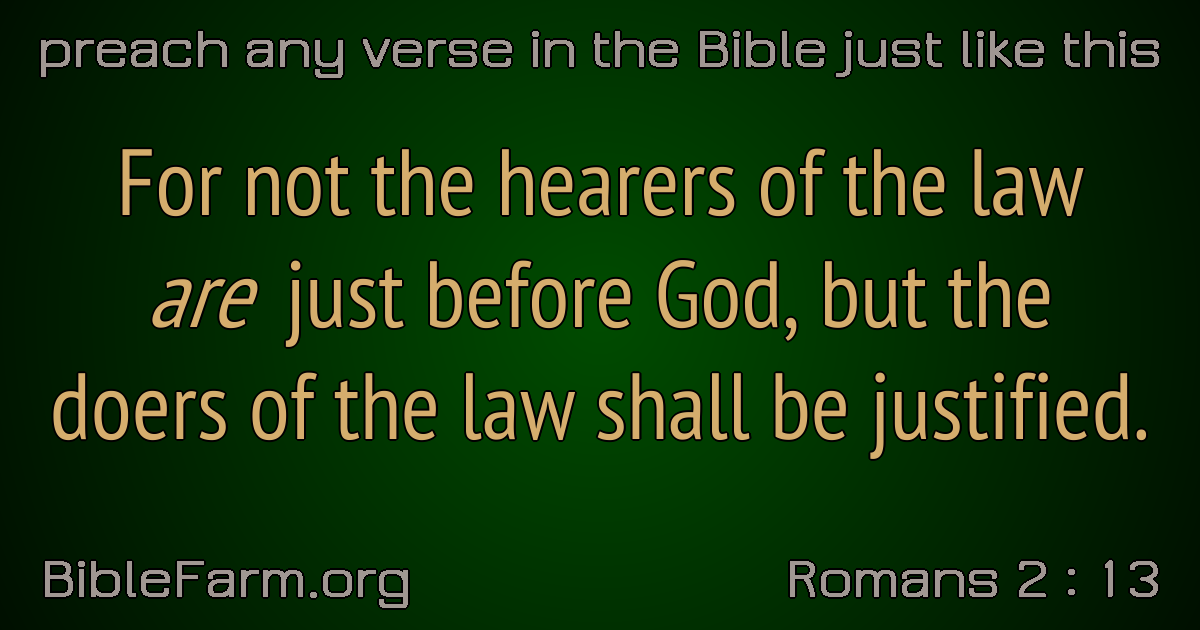 preach any verse in the Bible just like this
For not the hearers of the law
are just before God, but the
doers of the law shall be justified.
BibleFarm.org
Romans 2 : 13